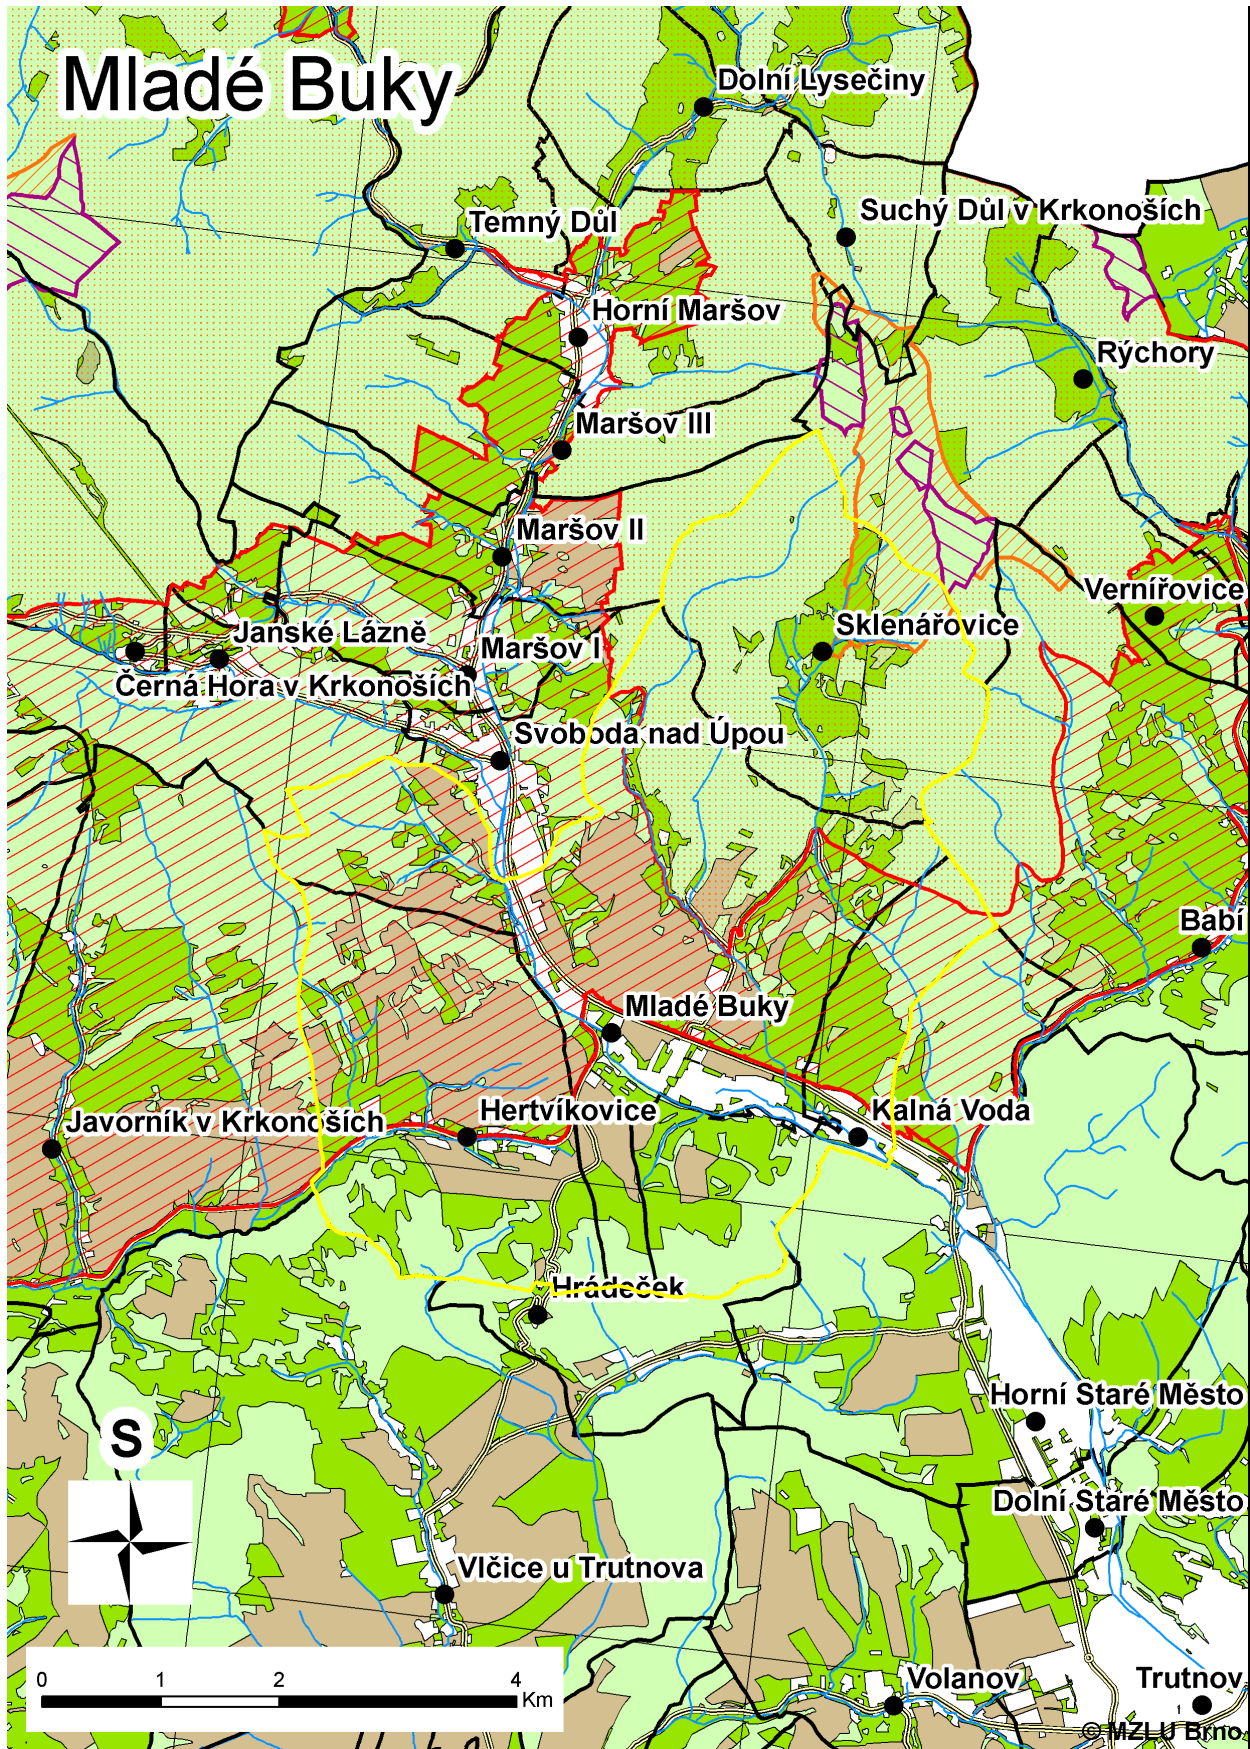 Mladé Buky
Dolní Lysečiny
Suchý Důl v Krkonoších
Temný Důl
Horní Maršov
Rýchory
Maršov III
Maršov II
Vernířovice
Sklenářovice
Janské Lázně
Maršov I
Černá Hora v Krkonoších
Svoboda nad Úpou
Babí
Mladé Buky
Hertvíkovice
Kalná Voda
Javorník v Krkonoších
Hrádeček
Horní Staré Město
S
Dolní Staré Město
Vlčice u Trutnova
Volanov
Trutnov
0 1 2 4
Km
© MZLU Brno